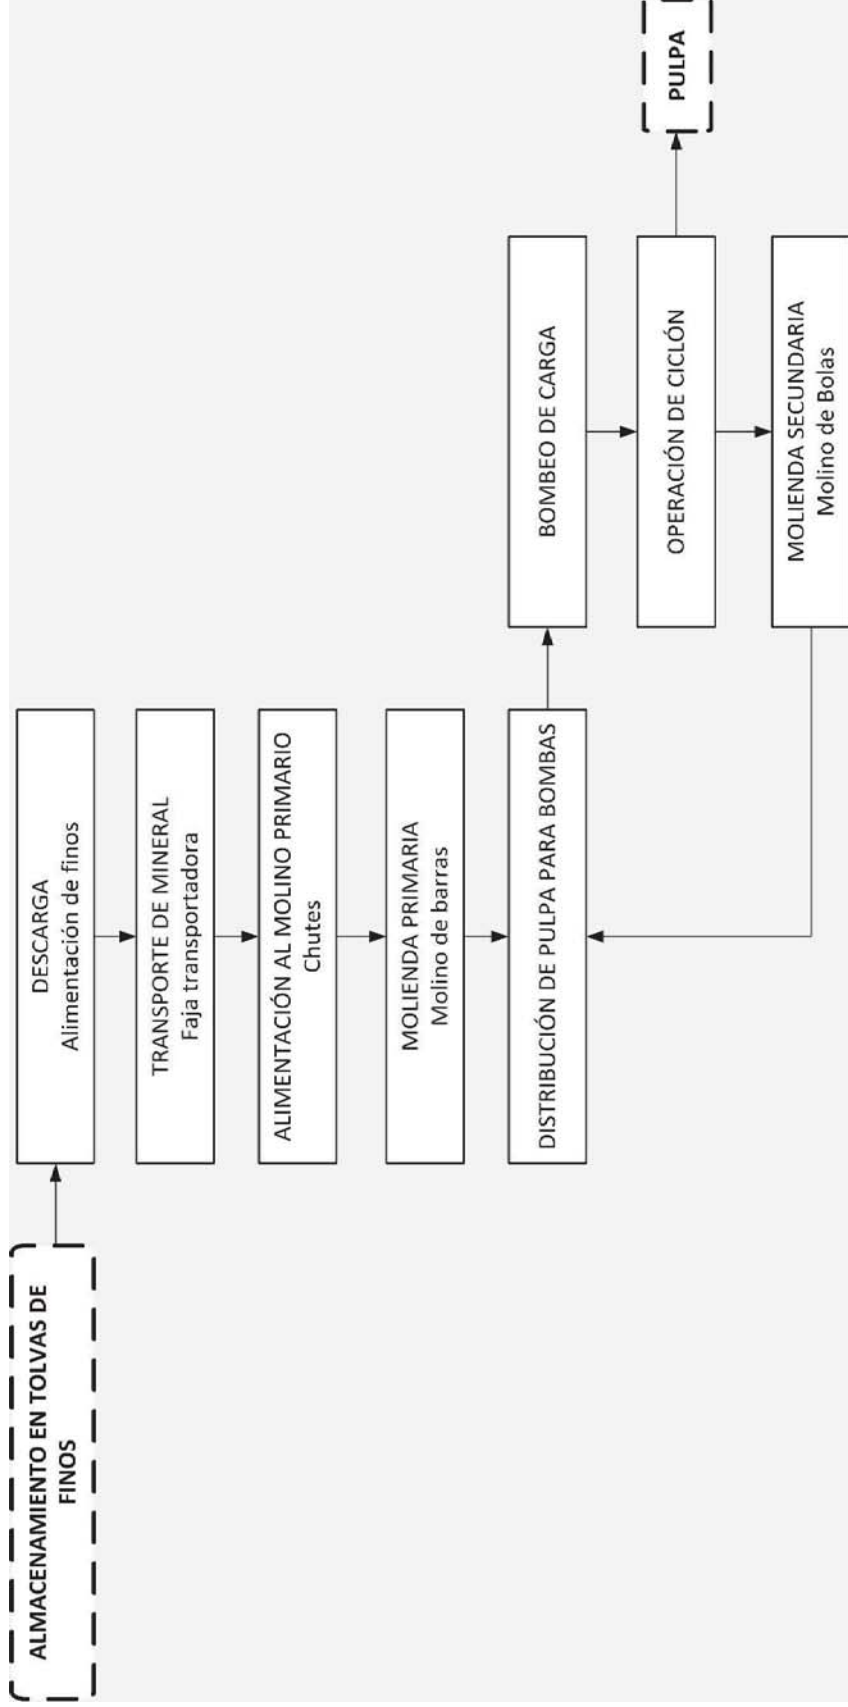 ALMACENAMIENTO EN TOLVAS DE
FINOS
DESCARGA
Alimentación de finos
TRANSPORTE DE MINERAL
Faja transportadora
ALIMENTACIÓN AL MOLINO PRIMARIO
Chutes
MOLIENDA PRIMARIA
Molino de barras
DISTRIBUCIÓN DE PULPA PARA BOMBAS
BOMBEO DE CARGA
OPERACIÓN DE CICLÓN
MOLIENDA SECUNDARIA
Molino de Bolas
PULPA